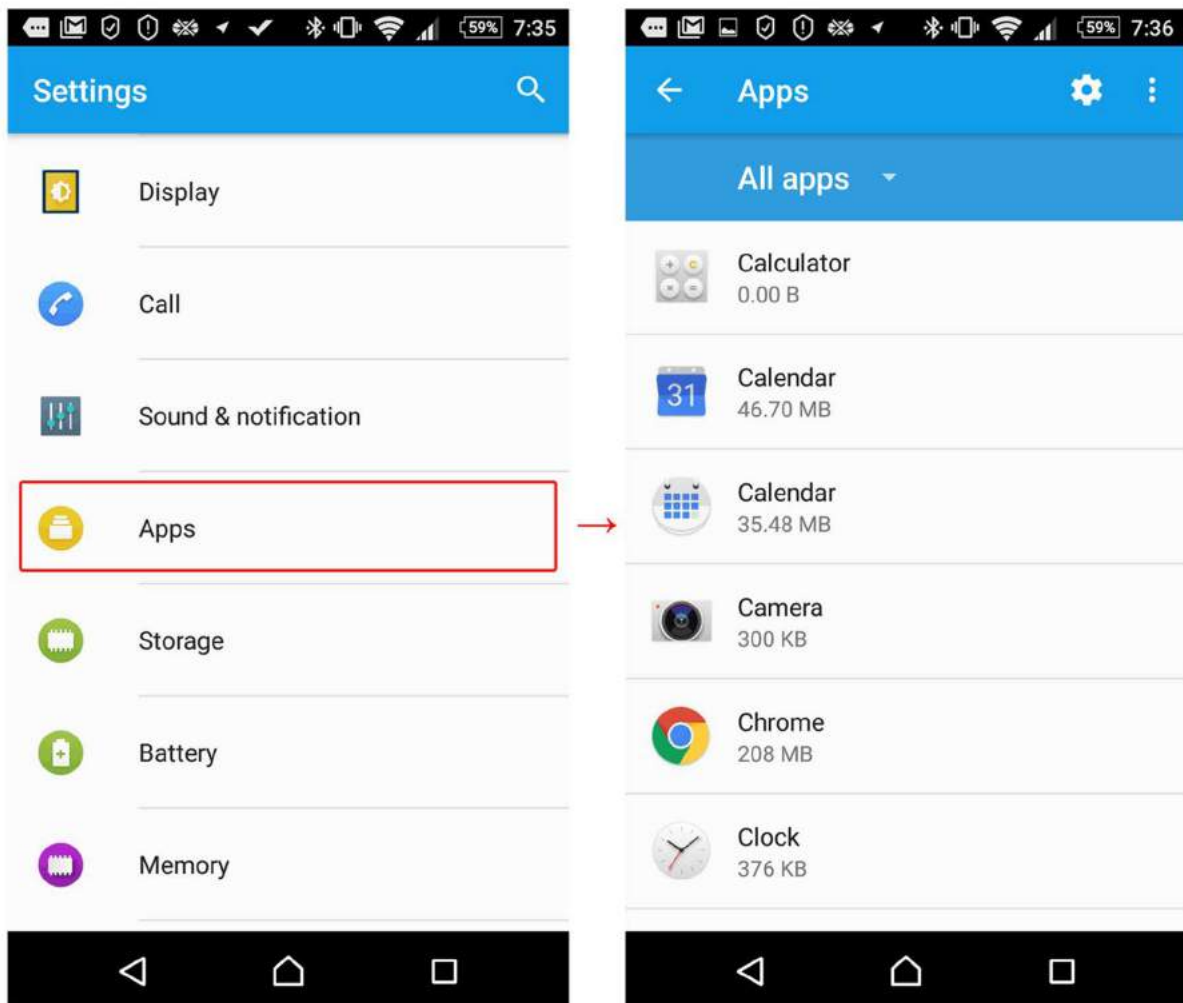 59% 7:35
Settings
Display
Call
Sound & notification
Apps
Storage
Battery
Memory
→
59% 7:36
Apps
All apps
Calculator
0.00 B
31
Calendar
46.70 MB
Calendar
35.48 MB
Camera
300 KB
Chrome
208 MB
Clock
376 KB